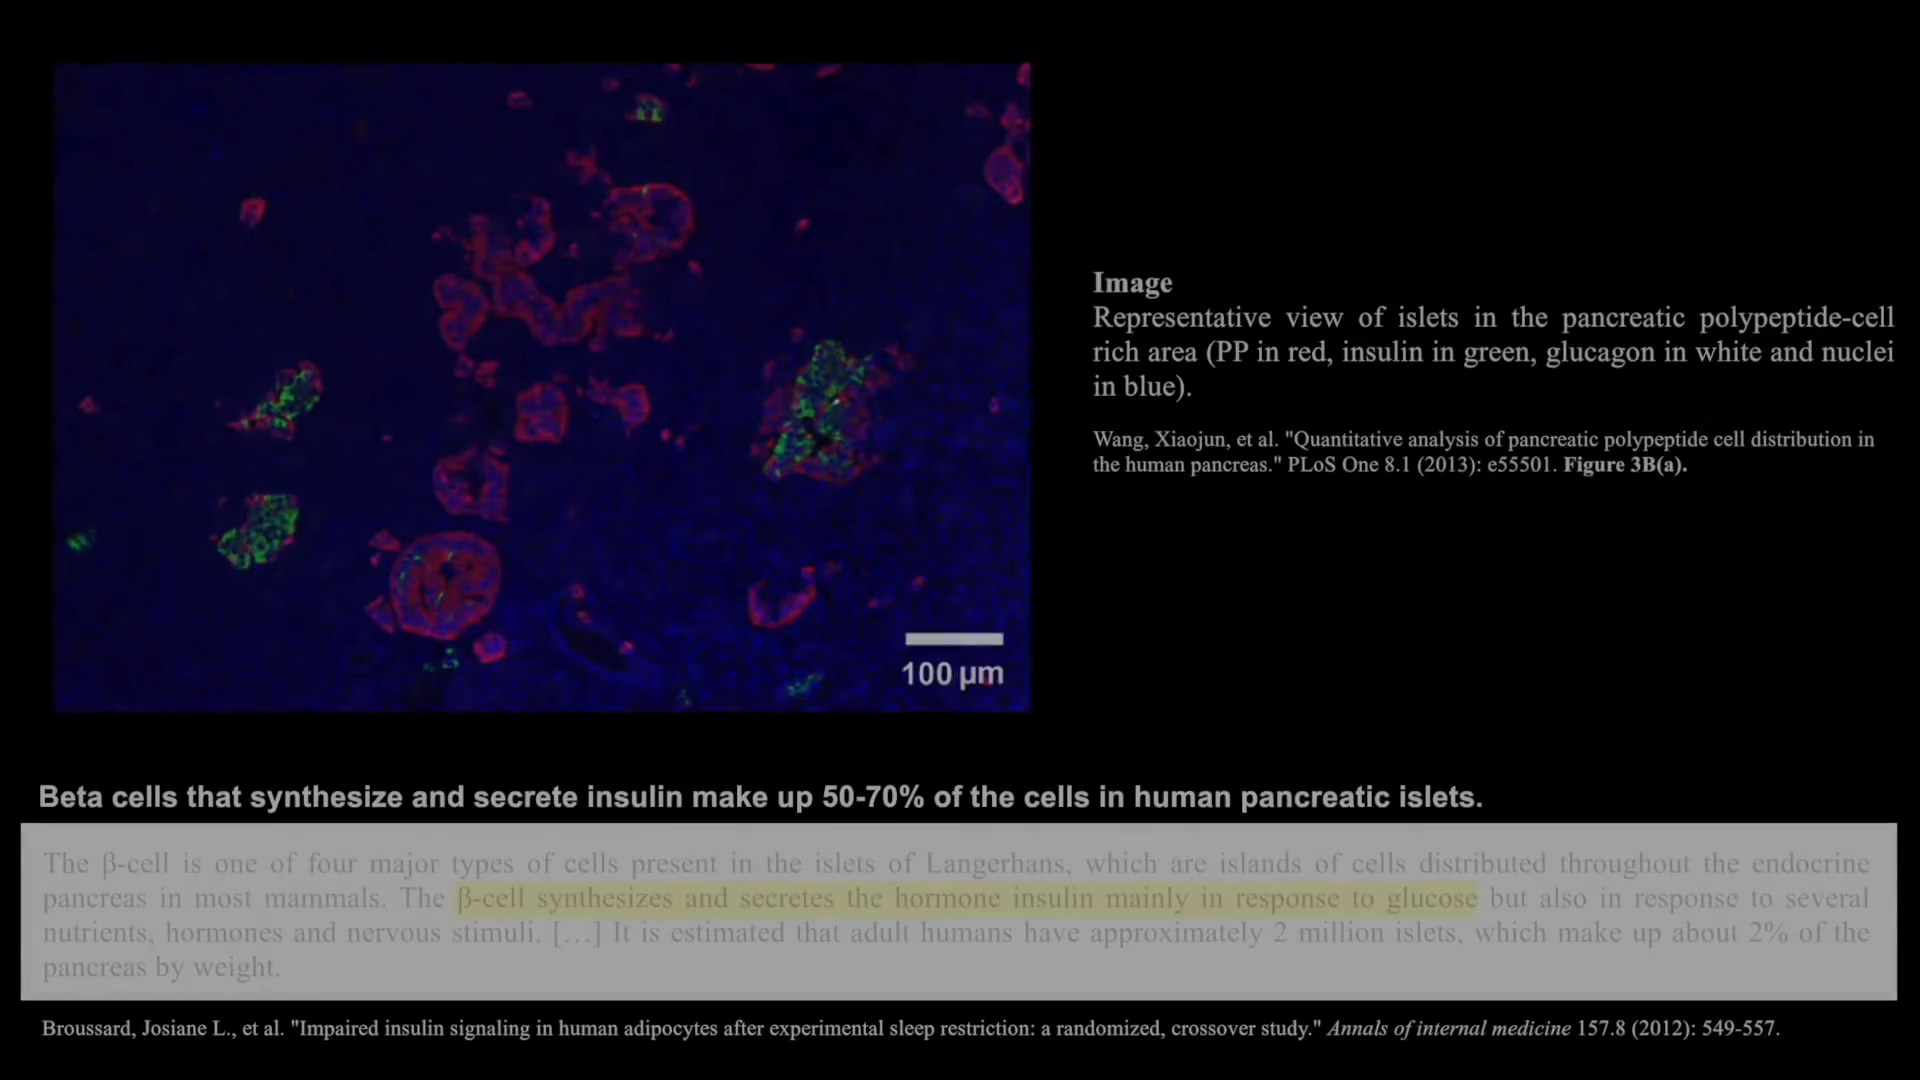 100 μm
Image
Representative view of islets in the pancreatic polypeptide-cell
rich area (PP in red, insulin in green, glucagon in white and nuclei
in blue).
Wang, Xiaojun, et al. "Quantitative analysis of pancreatic polypeptide cell distribution in
the human pancreas." PLoS One 8.1 (2013): e55501. Figure 3B(a).
Beta cells that synthesize and secrete insulin make up 50-70% of the cells in human pancreatic islets.
The β-cell is one of four major types of cells present in the islets of Langerhans, which are islands of cells distributed throughout the endocrine
pancreas in most mammals. The β-cell synthesizes and secretes the hormone insulin mainly in response to glucose but also in response to several
nutrients, hormones and nervous stimuli. […] It is estimated that adult humans have approximately 2 million islets, which make up about 2% of the
pancreas by weight.
Broussard, Josiane L., et al. "Impaired insulin signaling in human adipocytes after experimental sleep restriction: a randomized, crossover study." Annals of internal medicine 157.8 (2012): 549-557.